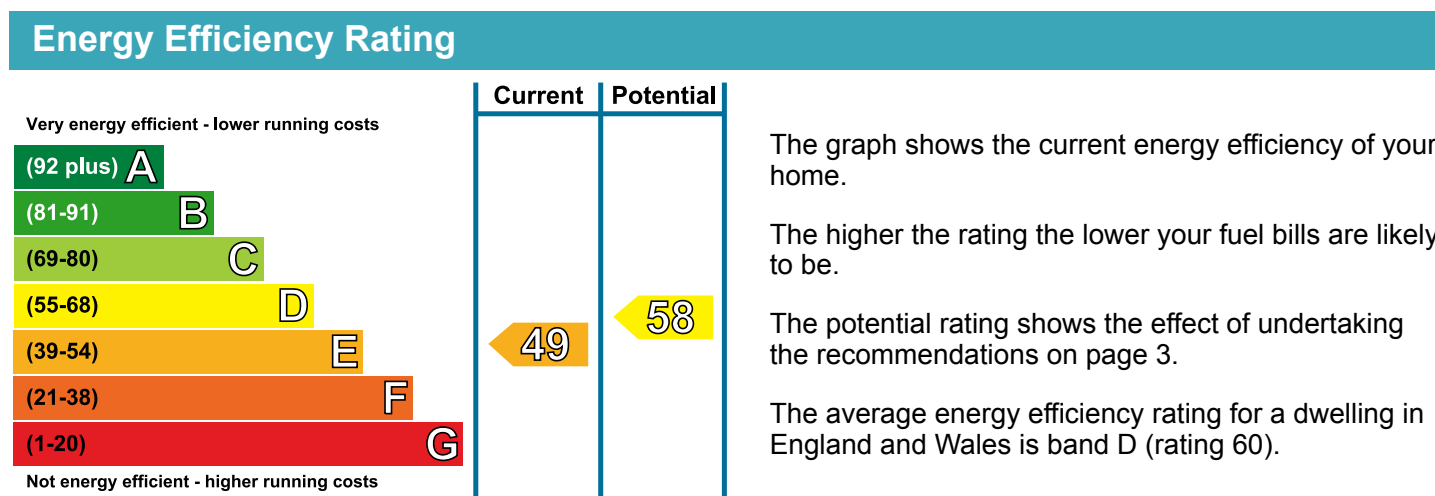 Energy Efficiency Rating
Current Potential
Very energy efficient - lower running costs
(92 plus) A
(81-91) B
(69-80) C
(55-68) D
(39-54) E
(21-38) F
(1-20) G
Not energy efficient - higher running costs
49
58
The graph shows the current energy efficiency of your
home.
The higher the rating the lower your fuel bills are likely
to be.
The potential rating shows the effect of undertaking
the recommendations on page 3.
The average energy efficiency rating for a dwelling in
England and Wales is band D (rating 60).